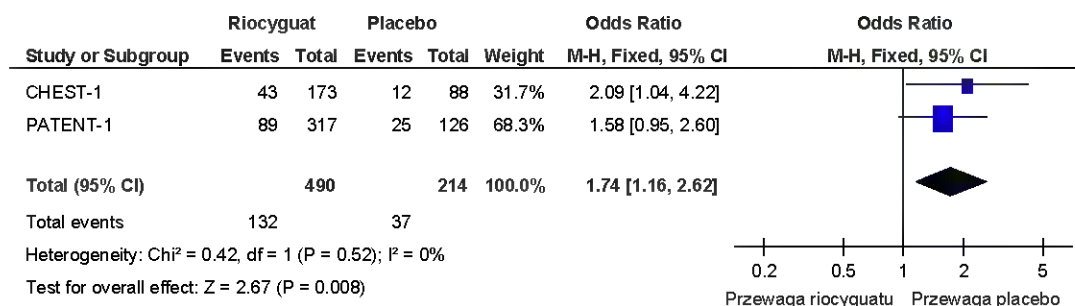 Riocyguat Placebo Odds Ratio Odds Ratio
Study or Subgroup Events Total Events Total Weight M-H, Fixed, 95% CI M-H, Fixed, 95% CI
CHEST-1 43 173 12 88 31.7% 2.09 [1.04, 4.22]
PATENT-1 89 317 25 126 68.3% 1.58 [0.95, 2.60]
Total (95% CI) 490 214 100.0% 1.74 [1.16, 2.62]
Total events 132 37
Heterogeneity: Chi² = 0.42, df = 1 (P = 0.52); I² = 0%
Test for overall effect: Z = 2.67 (P = 0.008)
0.2 0.5 1 2 5
Przewaga riocyguatu Przewaga placebo